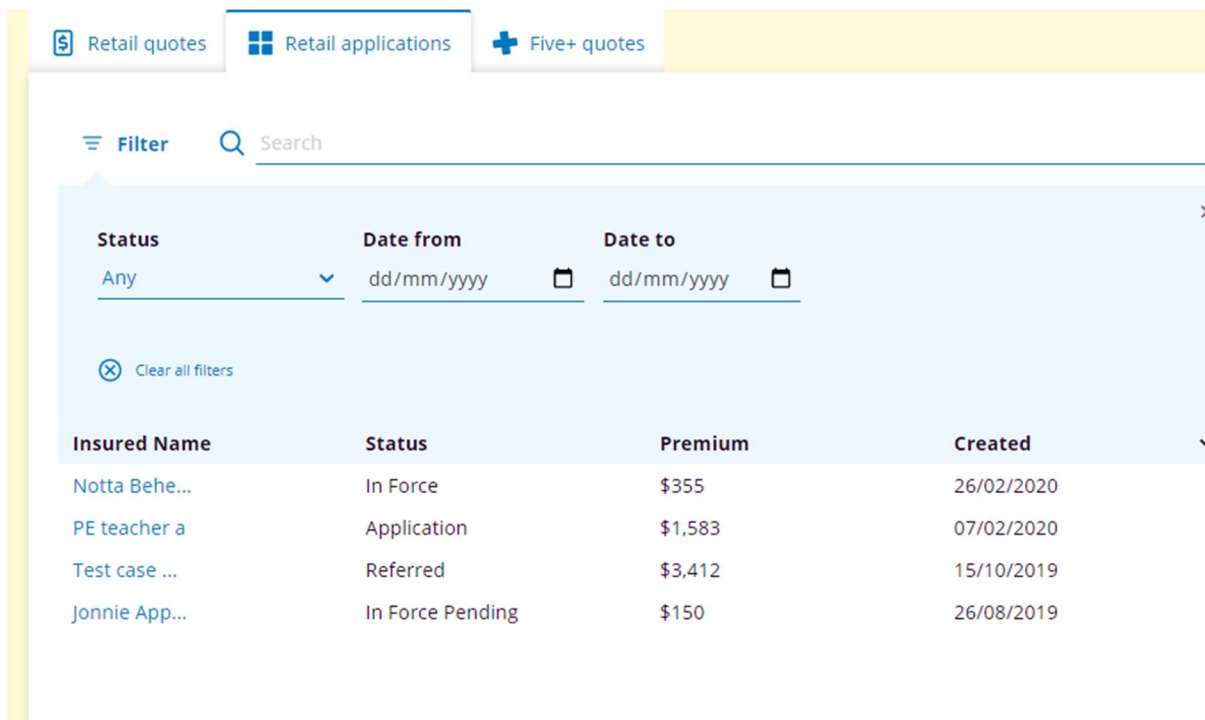 Retail quotes Retail applications Five+ quotes
Filter Search
Status Date from Date to
Any dd/mm/yyyy dd/mm/yyyy
Clear all filters
Insured Name Status Premium Created
Notta Behe... In Force $355 26/02/2020
PE teacher a Application $1,583 07/02/2020
Test case ... Referred $3,412 15/10/2019
Jonnie App... In Force Pending $150 26/08/2019